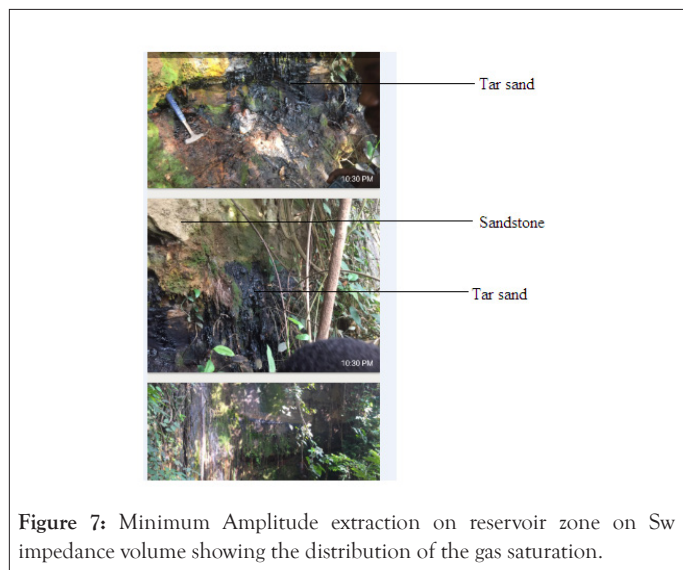 Tar sand
10:30 PM
Sandstone
Tar sand
10:30 PM
Figure 7: Minimum Amplitude extraction on reservoir zone on Sw
impedance volume showing the distribution of the gas saturation.